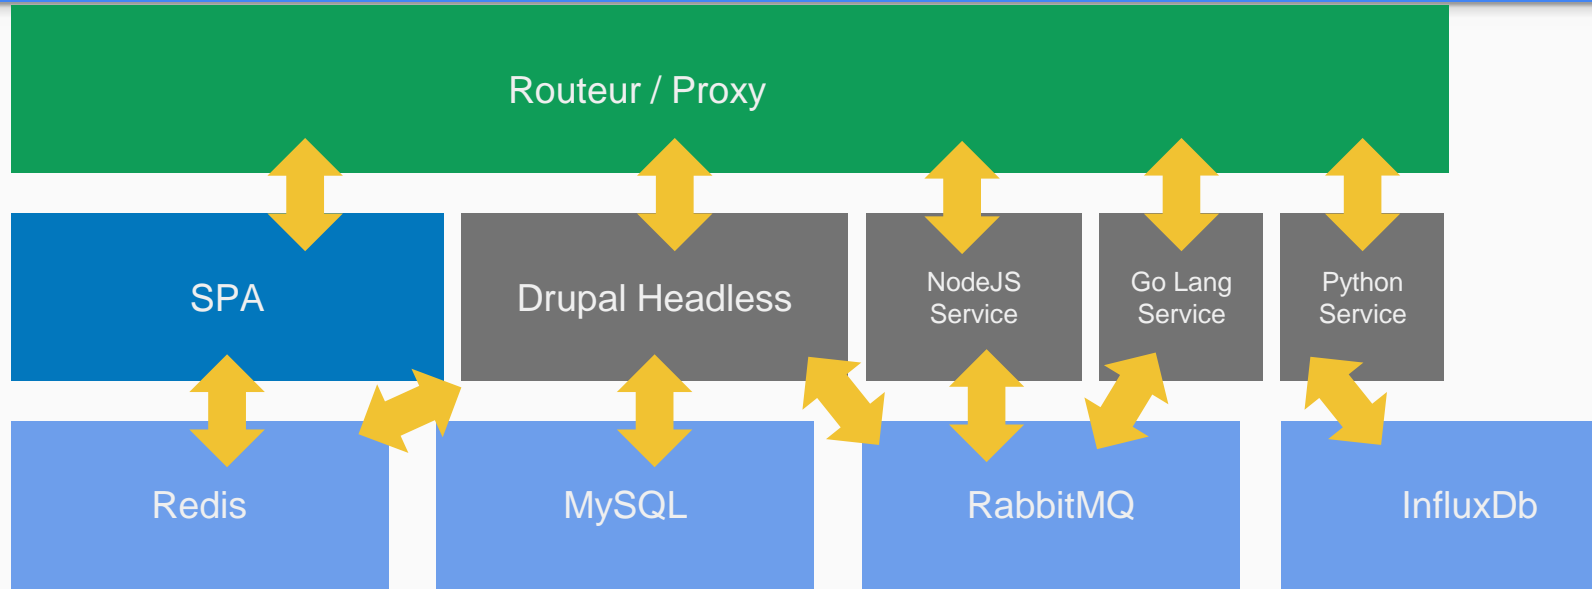 Routeur / Proxy
SPA
Drupal Headless
NodeJS
Service
Go Lang
Service
Python
Service
Redis
MySQL
RabbitMQ
InfluxDb